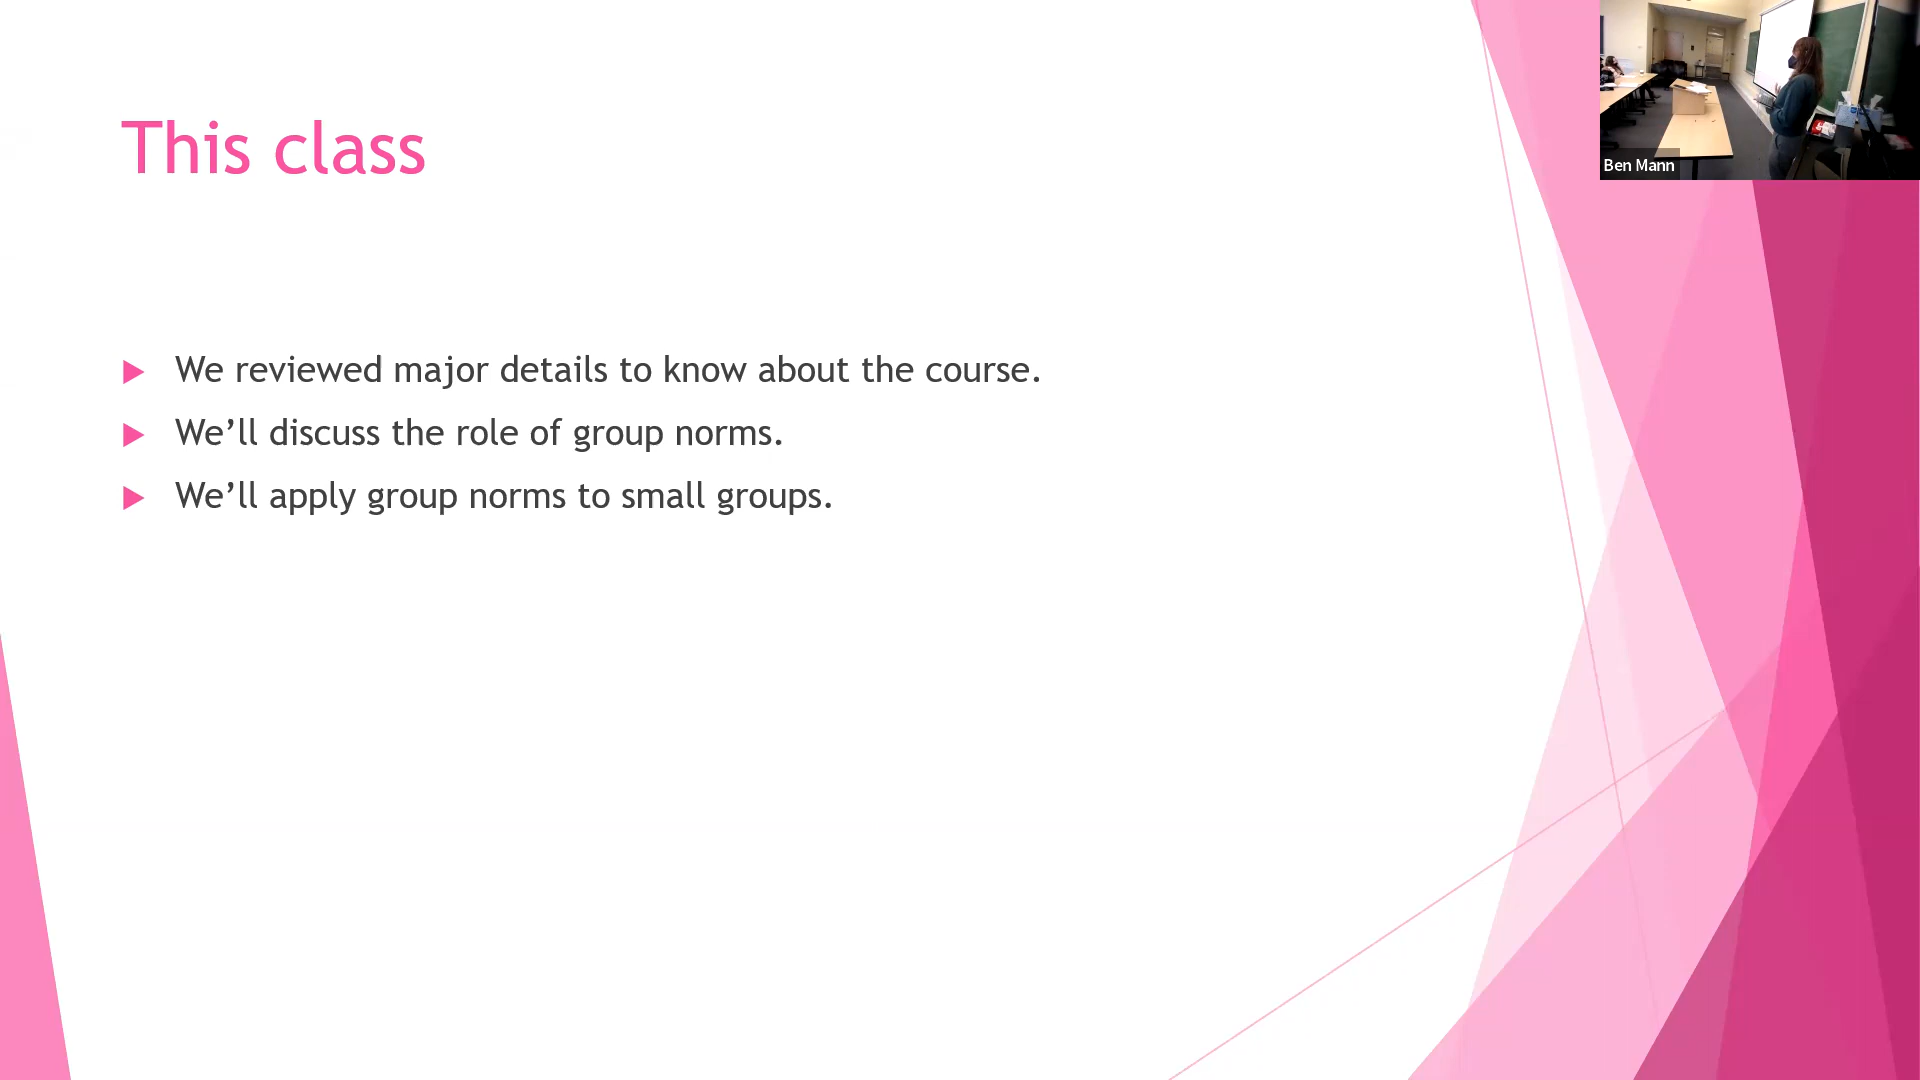 This class
We reviewed major details to know about the course.
We’ll discuss the role of group norms.
We’ll apply group norms to small groups.
Ben Mann